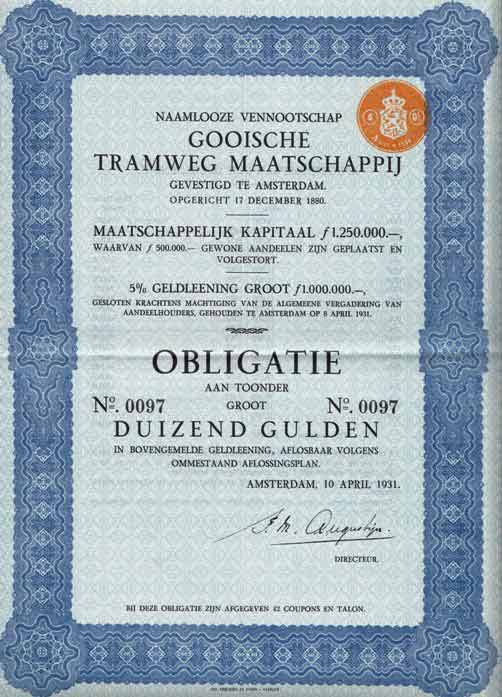 NAAMLOOZE VENNOOTSCHAP
GOOISCHE
TRAMWEG MAATSCHAPPIJ
GEVESTIGD TE AMSTERDAM.
OPGERICHT 17 DECEMBER 1880.
MAATSCHAPPELIJK KAPITAAL ƒ 1.250.000.—,
WAARVAN ƒ 500.000.— GEWONE AANDEELEN ZIJN GEPLAATST EN
VOLGESTORT.
5% GELDLEENING GROOT ƒ 1.000.000.—,
GESLOTEN KRACHTENS MACHTIGING VAN DE ALGEMEENE VERGADERING VAN
AANDEELHOUDERS, GEHOUDEN TE AMSTERDAM OP 8 APRIL 1931.
OBLIGATIE
AAN TOONDER
No. 0097 GROOT No. 0097
DUIZEND GULDEN
IN BOVENGEMELDE GELDLEENING, AFLOSBAAR VOLGENS
OMMESTAAND AFLOSSINGSPLAN.
AMSTERDAM, 10 APRIL 1931.
Augustijn.
DIRECTEUR.
BIJ DEZE OBLIGATIE ZIJN AFGEGEVEN 42 COUPONS EN TALON.